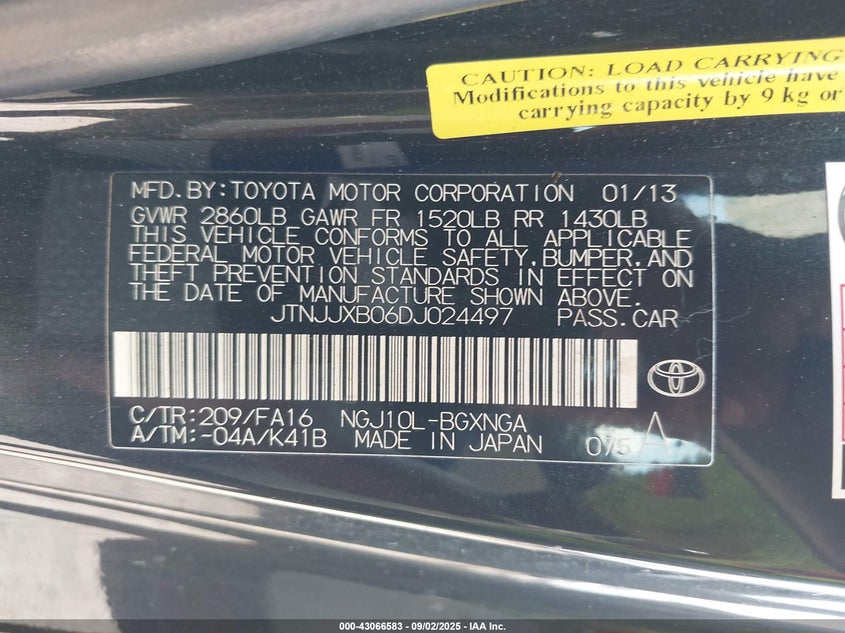 CAUTION: LOAD CARRYING
Modifications to this vehicle have
carrying capacity by 9 kg or
MFD.BY:TOYOTA MOTOR CORPORATION 01/13
GVWR 2860LB GAWR FR 1520LB RR 1430LB
THIS VEHICLE CONFORMS TO ALL APPLICABLE
FEDERAL MOTOR VEHICLE SAFETY,BUMPER,AND
THEFT PREVENTION STANDARDS IN EFFECT ON
THE DATE OF MANUFACTURE SHOWN ABOVE.
JTNJJXB06DJ024497 PASS.CAR
C/TR:209/FA16 NGJ10L-BGXNGA
A/TM:-04A/K41B MADE IN JAPAN 075 A
000-43066583 - 09/02/2025 - IAA Inc.